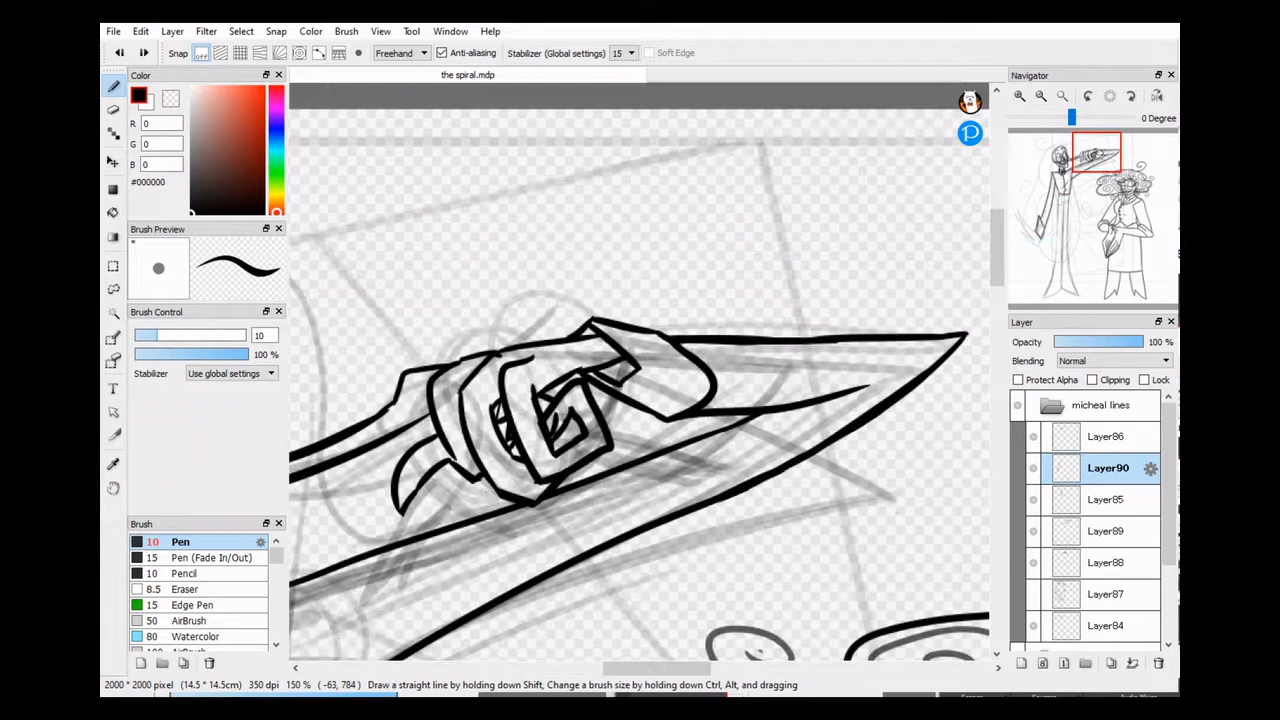 File Edit Layer Filter Select Snap Color Brush View Tool Window Help
Snap off Freehand Anti-aliasing Stabilizer (Global settings) 15 Soft Edge
Color
the spiral.mdp
Navigator
R 0
G 0
B 0
#000000
0 Degree
Brush Preview
Brush Control
10
100 %
Stabilizer Use global settings
Layer
Opacity 100 %
Blending Normal
Protect Alpha Clipping Lock
micheal lines
Layer86
Layer90
Layer85
Layer89
Layer88
Layer87
Layer84
Brush
10 Pen
15 Pen (Fade In/Out)
10 Pencil
8.5 Eraser
15 Edge Pen
50 AirBrush
80 Watercolor
2000 * 2000 pixel (14.5 * 14.5cm) 350 dpi 150 % ( -63, 784 ) Draw a straight line by holding down Shift, Change a brush size by holding down Ctrl, Alt, and dragging